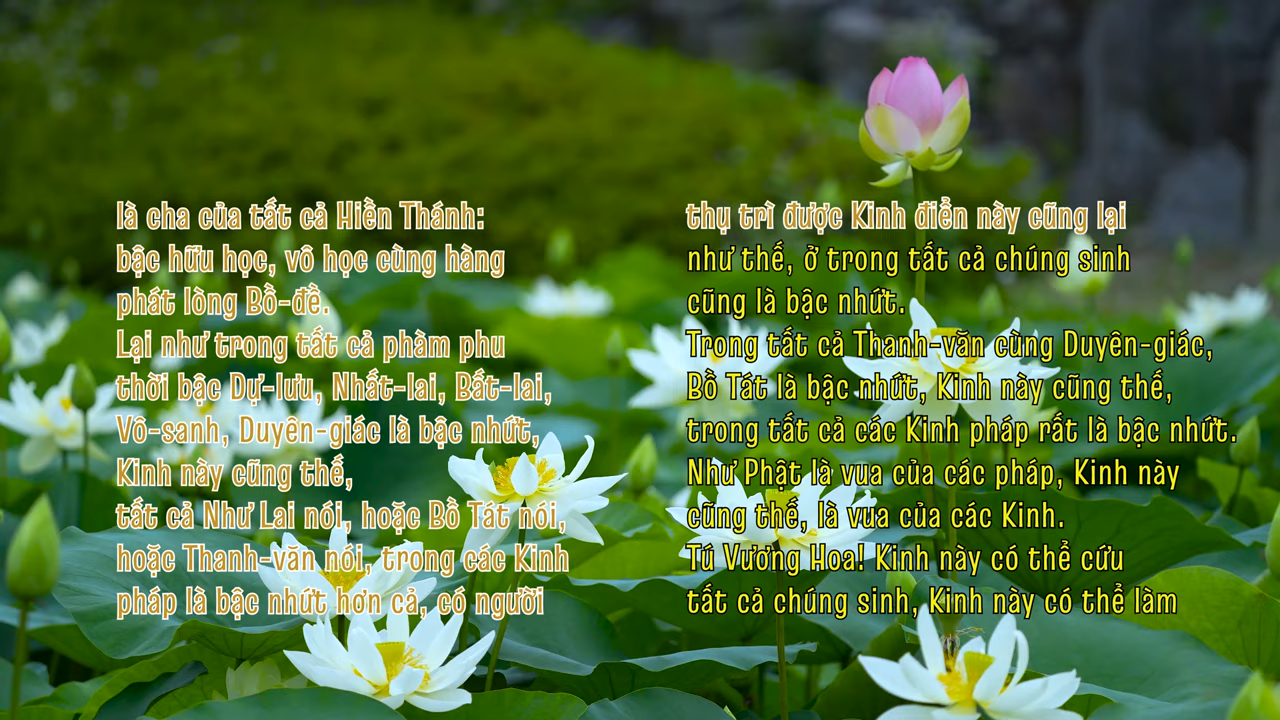 là cha của tất cả Hiền Thánh:
bậc hữu học, vô học cùng hàng
phát lòng Bồ-đề.
Lại như trong tất cả phàm phu
thời bậc Dự-lưu, Nhất-lai, Bất-lai,
Vô-sanh, Duyên-giác là bậc nhứt,
Kinh này cũng thế,
tất cả Như Lai nói, hoặc Bồ Tát nói,
hoặc Thanh-văn nói, trong các Kinh
pháp là bậc nhứt hơn cả, có người
thụ trì được Kinh điển này cũng lại
như thế, ở trong tất cả chúng sinh
cũng là bậc nhứt.
Trong tất cả Thanh-văn cùng Duyên-giác,
Bồ Tát là bậc nhứt, Kinh này cũng thế,
trong tất cả các Kinh pháp rất là bậc nhứt.
Như Phật là vua của các pháp, Kinh này
cũng thế, là vua của các Kinh.
Tú Vương Hoa! Kinh này có thể cứu
tất cả chúng sinh, Kinh này có thể làm